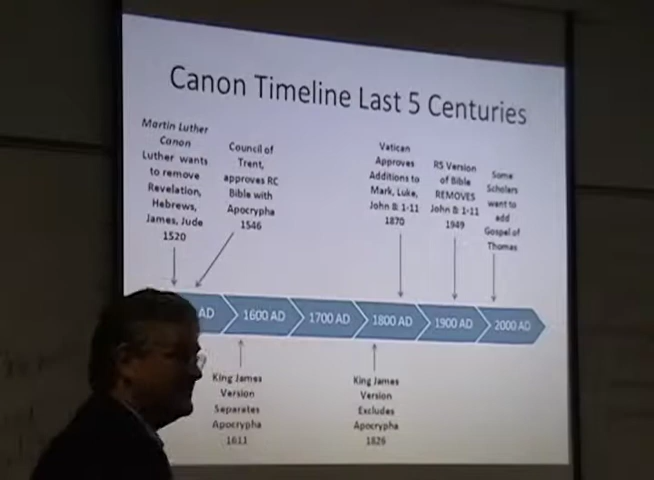 Canon Timeline Last 5 Centuries
Martin Luther
Canon
Luther wants
to remove
Revelation,
Hebrews,
James, Jude
1520
Council of
Trent,
approves RC
Bible with
Apocrypha
1546
Vatican
Approves
Additions to
Mark, Luke,
John 8: 1-11
1870
RS Version
of Bible
REMOVES
John 8: 1-11
1949
Some
Scholars
want to
add
Gospel of
Thomas
AD
1600 AD
1700 AD
1800 AD
1900 AD
2000 AD
King James
Version
Separates
Apocrypha
1611
King James
Version
Excludes
Apocrypha
1826